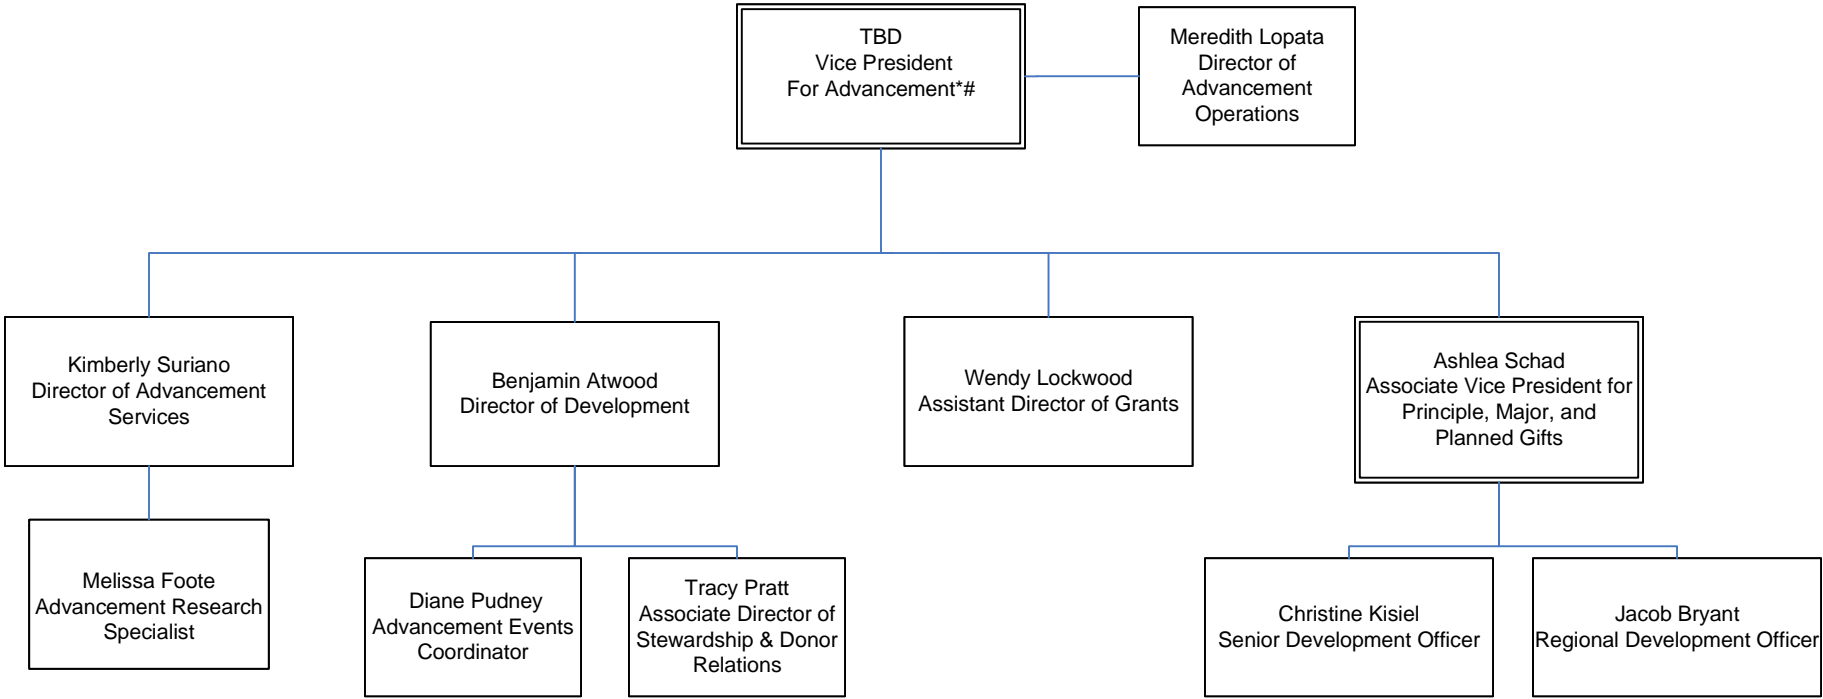 TBD
Vice President
For Advancement*#
Meredith Lopata
Director of
Advancement
Operations
Kimberly Suriano
Director of Advancement
Services
Benjamin Atwood
Director of Development
Wendy Lockwood
Assistant Director of Grants
Ashlea Schad
Associate Vice President for
Principle, Major, and
Planned Gifts
Melissa Foote
Advancement Research
Specialist
Diane Pudney
Advancement Events
Coordinator
Tracy Pratt
Associate Director of
Stewardship & Donor
Relations
Christine Kisiel
Senior Development Officer
Jacob Bryant
Regional Development Officer